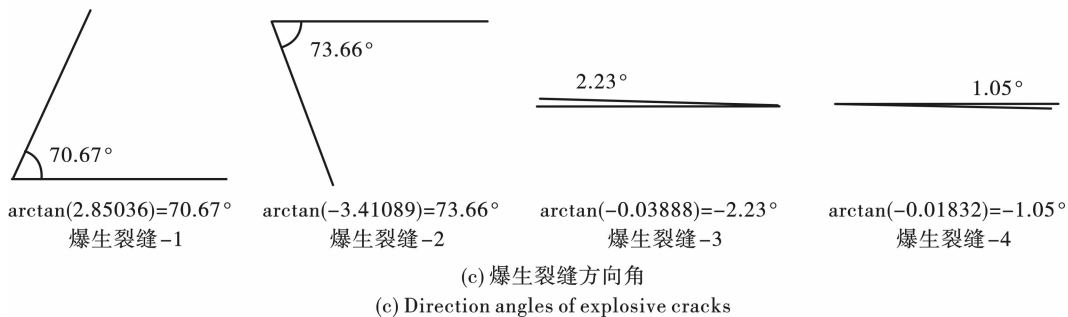 70.67°
73.66°
2.23°
1.05°
arctan(2.85036)=70.67°
爆生裂缝-1
arctan(-3.41089)=73.66°
爆生裂缝-2
arctan(-0.03888)=-2.23°
爆生裂缝-3
arctan(-0.01832)=-1.05°
爆生裂缝-4
(c) 爆生裂缝方向角
(c) Direction angles of explosive cracks